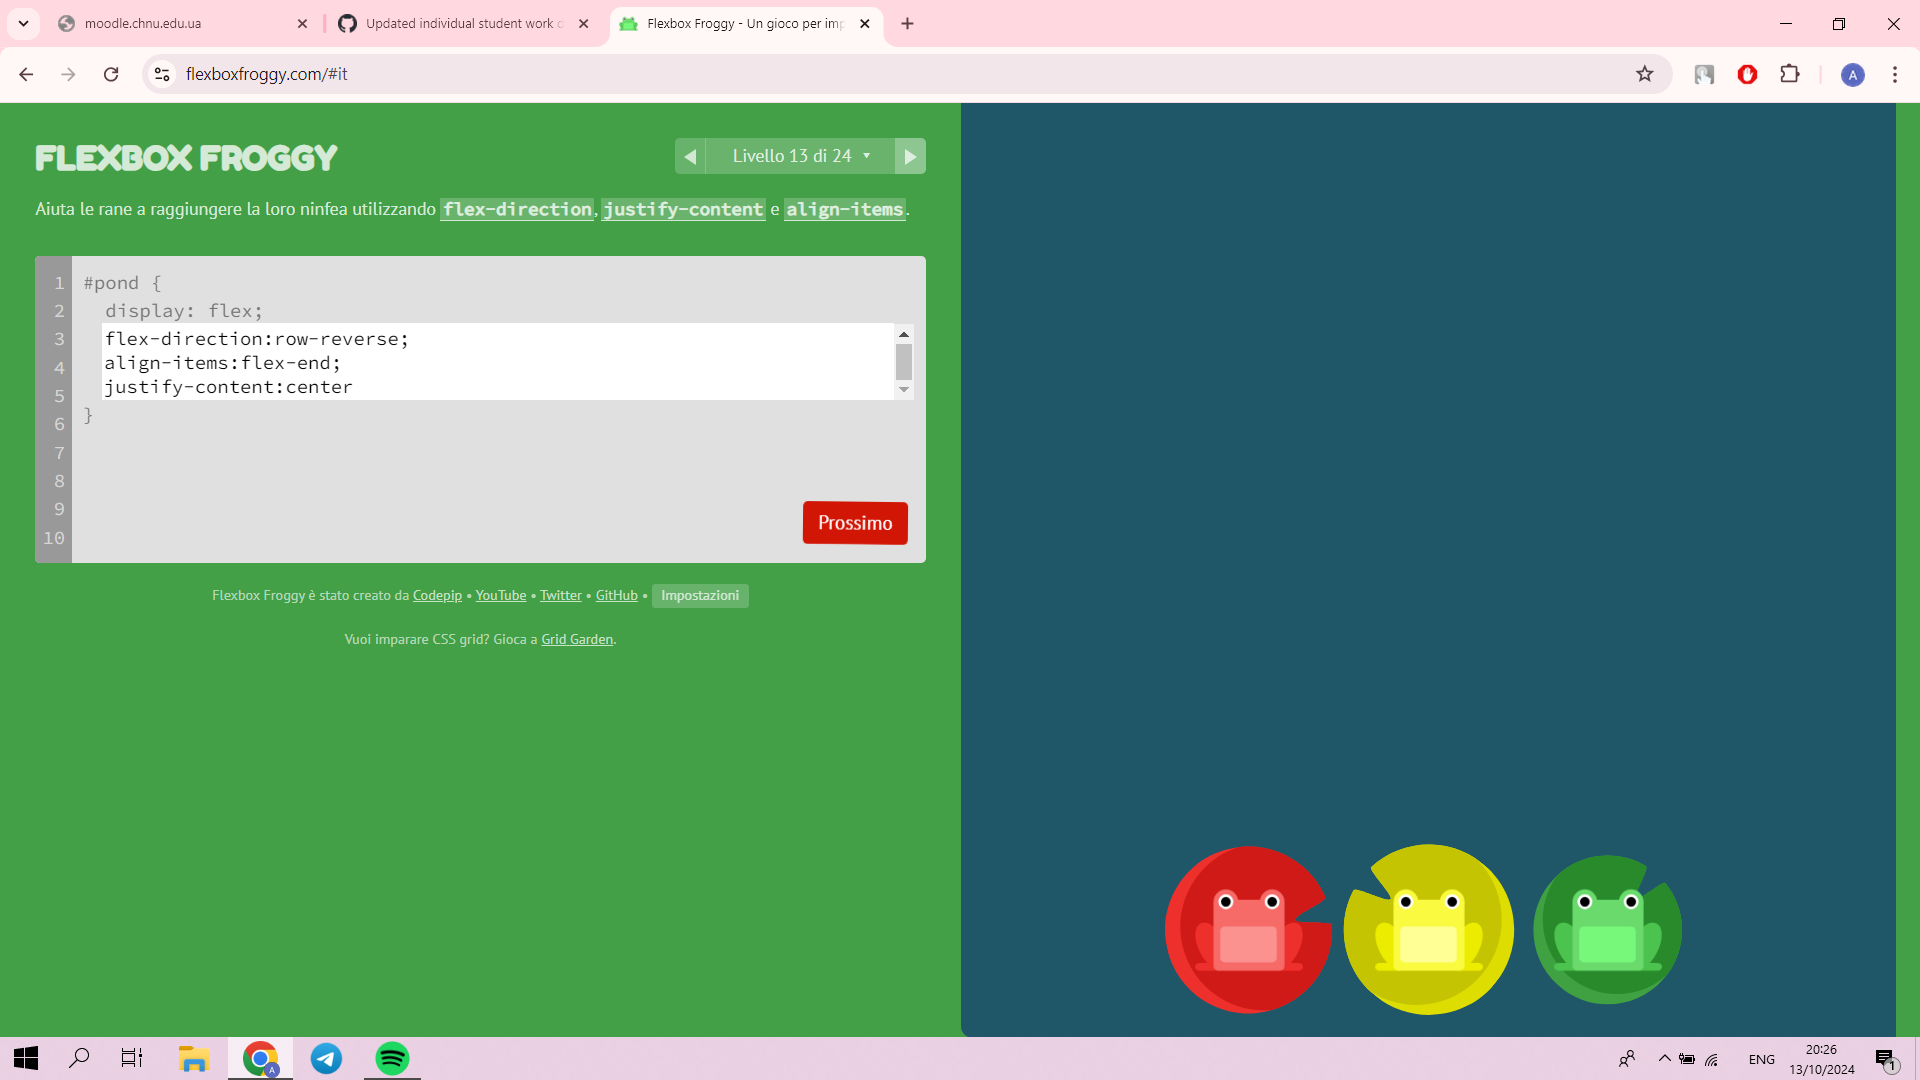 moodle.chnu.edu.ua
Updated individual student work
Flexbox Froggy - Un gioco per imp
flexboxfroggy.com/#it
A
FLEXBOX FROGGY
Livello 13 di 24
Aiuta le rane a raggiungere la loro ninfea utilizzando flex-direction, justify-content e align-items.
1 #pond {
2 display: flex;
3 flex-direction:row-reverse;
4 align-items:flex-end;
5 justify-content:center
6 }
7
8
9
10
Prossimo
Flexbox Froggy è stato creato da Codepip • YouTube • Twitter • GitHub • Impostazioni
Vuoi imparare CSS grid? Gioca a Grid Garden.
A
ENG
20:26
13/10/2024
1